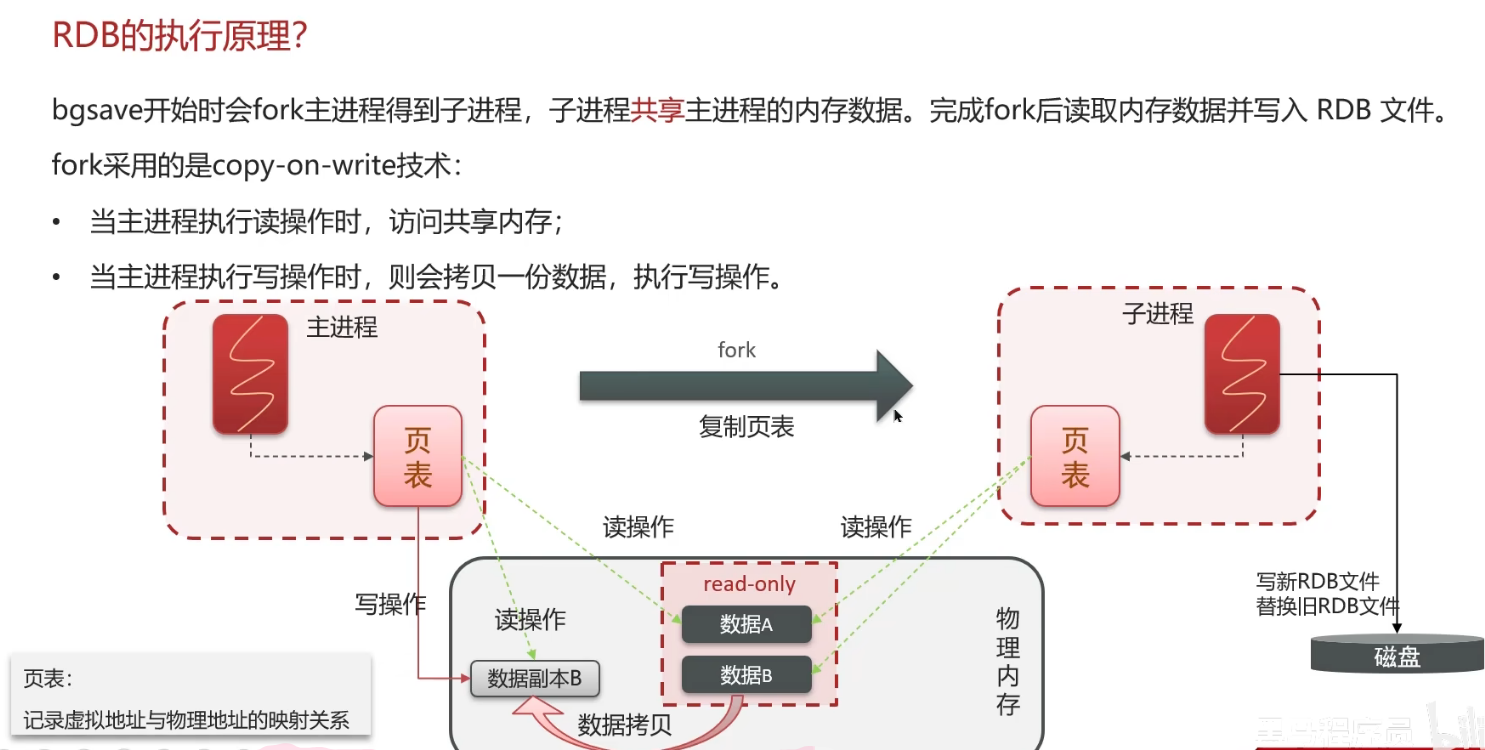 RDB的执行原理?
bgsave开始时会fork主进程得到子进程，子进程共享主进程的内存数据。完成fork后读取内存数据并写入 RDB 文件。
fork采用的是copy-on-write技术：
• 当主进程执行读操作时，访问共享内存；
• 当主进程执行写操作时，则会拷贝一份数据，执行写操作。
主进程
子进程
fork
复制页表
页
表
页
表
读操作
读操作
read-only
写操作
读操作
数据A
数据B
数据副本B
数据拷贝
物
理
内
存
写新RDB文件
替换旧RDB文件
磁盘
页表：
记录虚拟地址与物理地址的映射关系